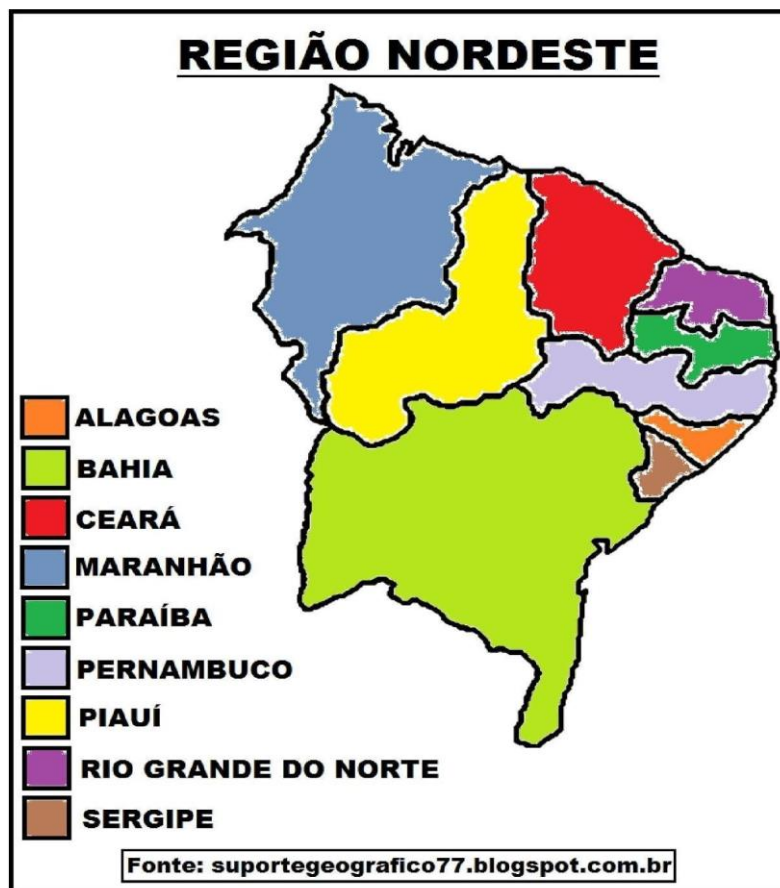 REGIÃO NORDESTE
ALAGOAS
BAHIA
CEARÁ
MARANHÃO
PARAÍBA
PERNAMBUCO
PIAUÍ
RIO GRANDE DO NORTE
SERGIPE
Fonte: suportegeografico77.blogspot.com.br